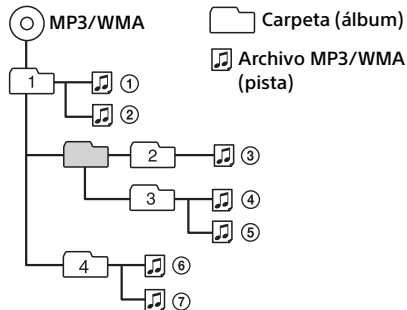 MP3/WMA
Carpeta (álbum)
Archivo MP3/WMA
(pista)
1
①
②
2
③
3
④
⑤
4
⑥
⑦